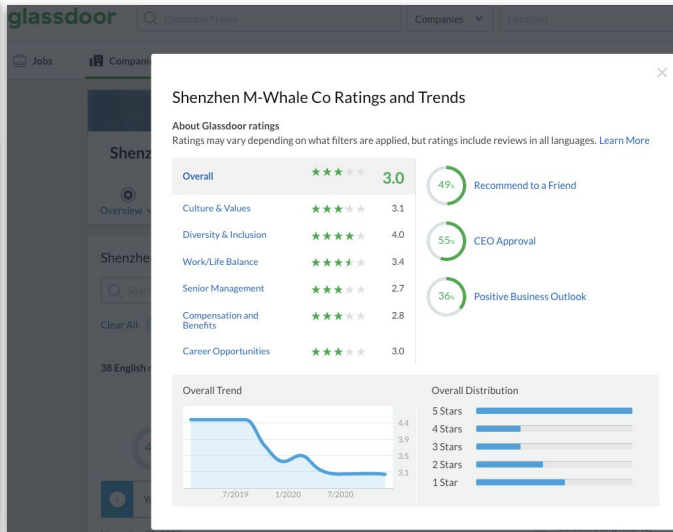 glassdoor
Company Name
Companies
Location
Jobs
Compani
Shenzhen M-Whale Co Ratings and Trends
About Glassdoor ratings
Ratings may vary depending on what filters are applied, but ratings include reviews in all languages. Learn More
Shenz
Overview
Overall 3.0
Culture & Values 3.1
Diversity & Inclusion 4.0
Work/Life Balance 3.4
Senior Management 2.7
Compensation and
Benefits 2.8
Career Opportunities 3.0
49% Recommend to a Friend
55% CEO Approval
36% Positive Business Outlook
Shenzhe
Sear
Clear All
38 English
Overall Trend
4.4
3.9
3.5
3.1
7/2019 1/2020 7/2020
Overall Distribution
5 Stars
4 Stars
3 Stars
2 Stars
1 Star
4